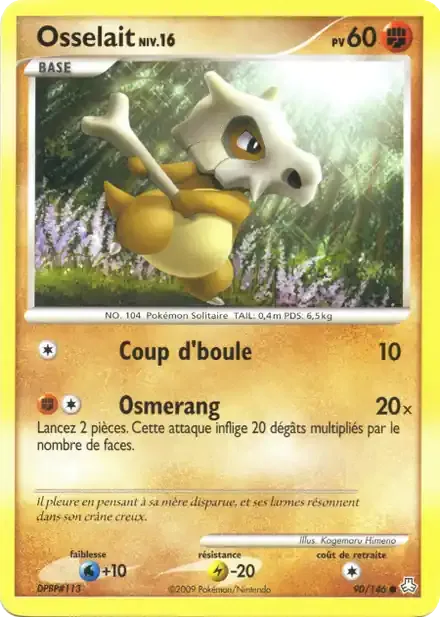 Osselait NIV.16
PV 60
BASE
NO. 104 Pokémon Solitaire TAIL: 0,4m PDS. 6,5kg
Coup d'boule 10
Osmerang 20x
Lancez 2 pièces. Cette attaque inflige 20 dégâts multipliés par le
nombre de faces.
Il pleure en pensant à sa mère disparue, et ses larmes résonnent
dans son crâne creux.
Illus. Kagemaru Himeno
faiblesse résistance coût de retraite
+10 -20
DPBP#113 ©2009 Pokémon/Nintendo 90/146